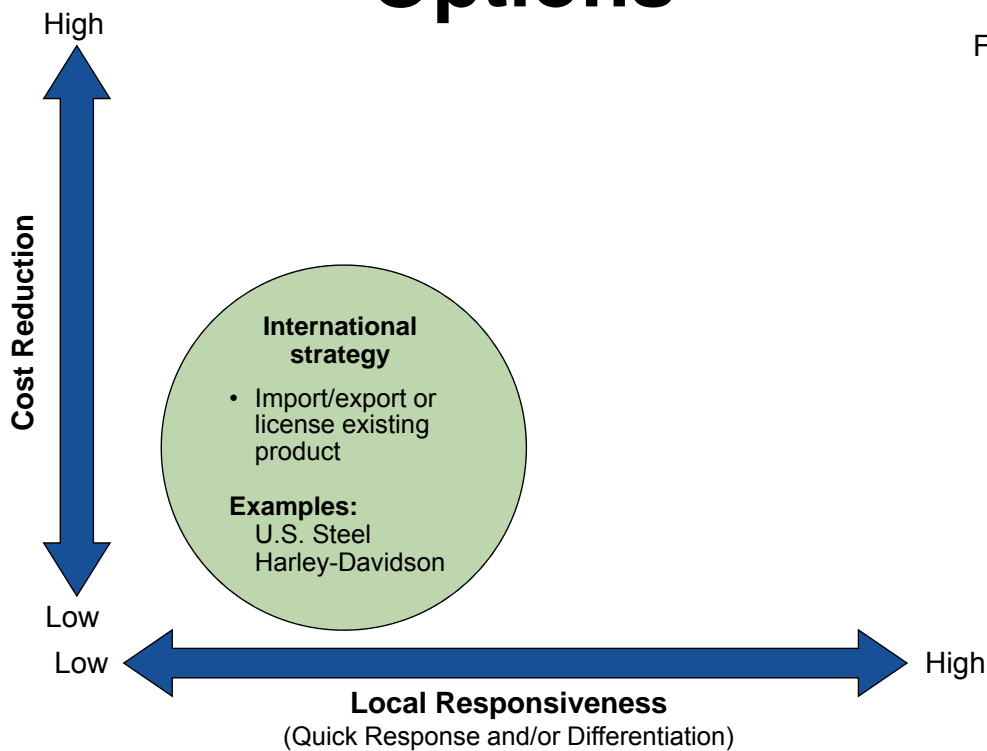 Options
High
F
Cost Reduction
International
strategy
• Import/export or
license existing
product
Examples:
U.S. Steel
Harley-Davidson
Low
Low
High
Local Responsiveness
(Quick Response and/or Differentiation)